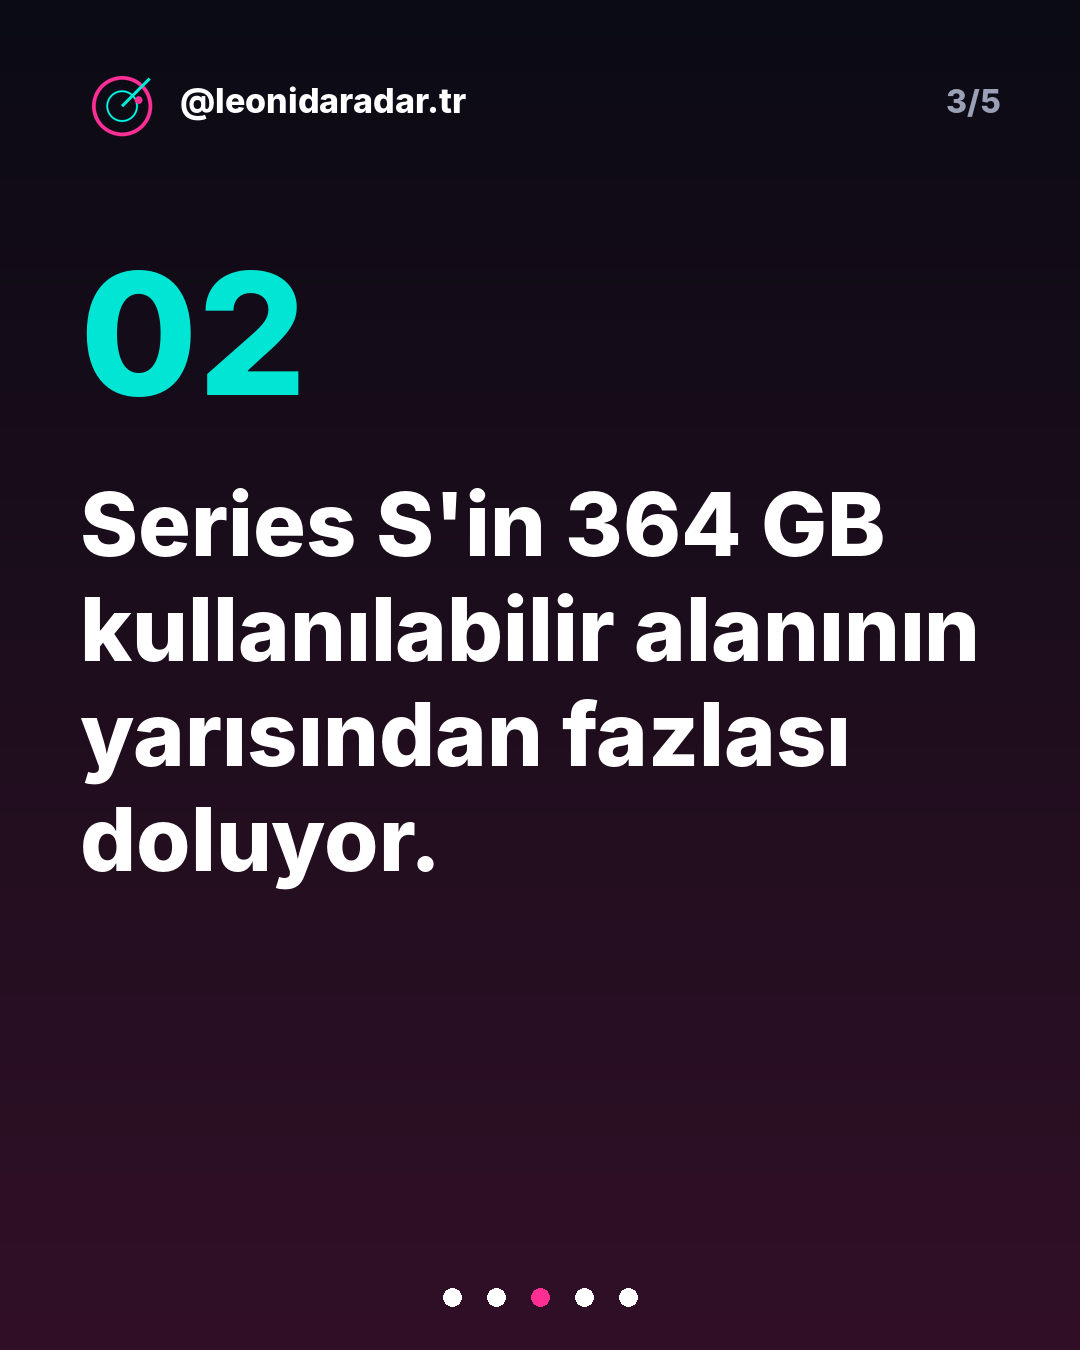 @leonidaradar.tr
3/5
02
Series S'in 364 GB
kullanılabilir alanının
yarısından fazlası
doluyor.